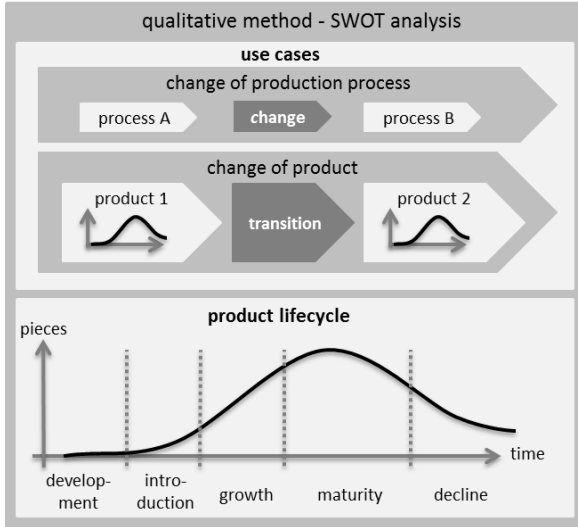 qualitative method - SWOT analysis
use cases
change of production process
process A
change
process B
change of product
product 1
transition
product 2
product lifecycle
pieces
time
develop-
ment
intro-
duction
growth
maturity
decline